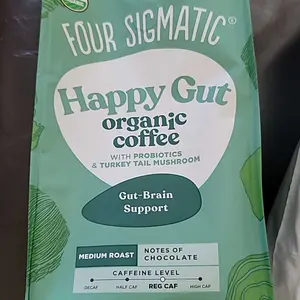 FOUR SIGMATIC®
Happy Gut
organic
coffee
WITH PROBIOTICS
& TURKEY TAIL MUSHROOM
Gut-Brain
Support
MEDIUM ROAST
NOTES OF
CHOCOLATE
CAFFEINE LEVEL
DECAF HALF CAF REG CAF HIGH CAF